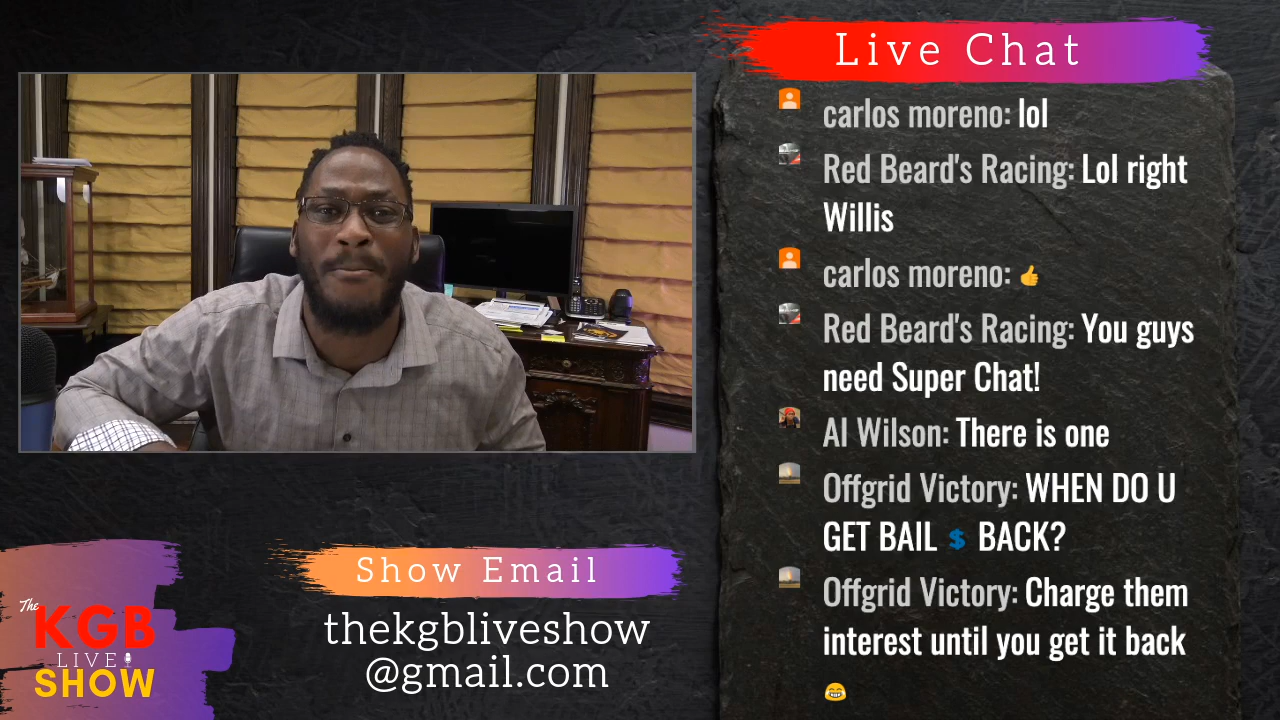 Live Chat
carlos moreno: lol
Red Beard's Racing: Lol right
Willis
carlos moreno: 👍
Red Beard's Racing: You guys
need Super Chat!
Al Wilson: There is one
Offgrid Victory: WHEN DO U
GET BAIL 💲 BACK?
Offgrid Victory: Charge them
interest until you get it back
😂
Show Email
thekgbliveshow
@gmail.com
The
KGB
LIVE
SHOW